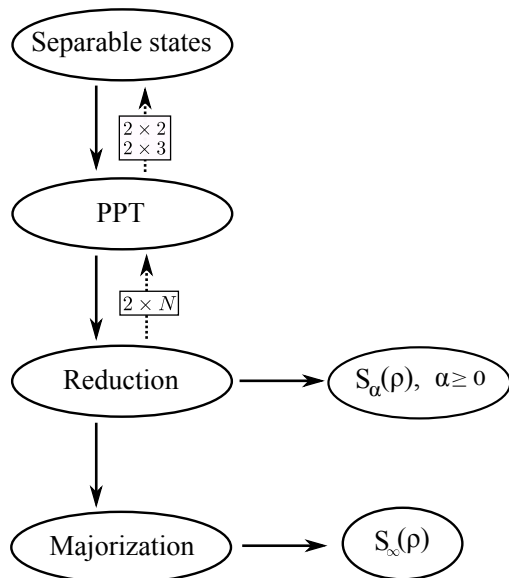 Separable states
2 × 2
2 × 3
PPT
2 × N
Reduction
S_α(ρ), α ≥ 0
Majorization
S_∞(ρ)